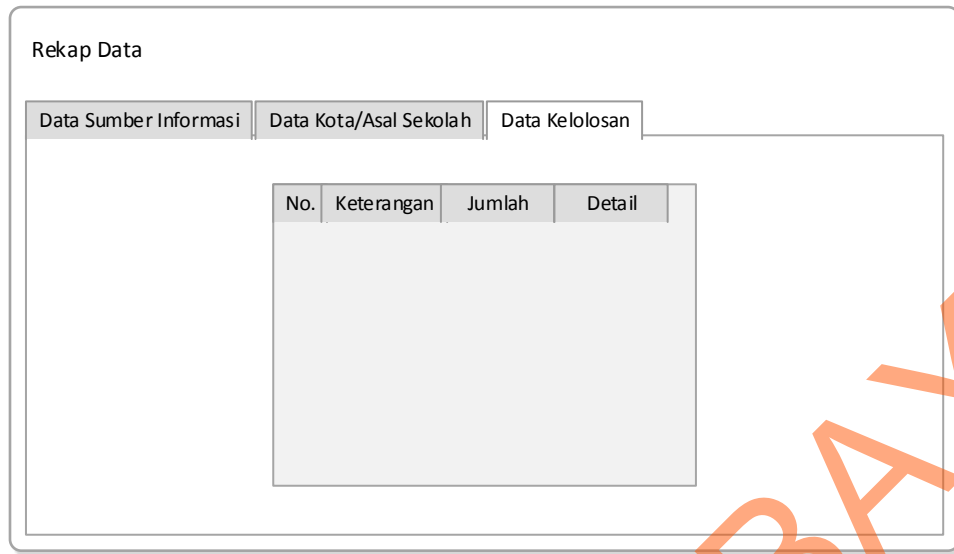 Rekap Data
Data Sumber Informasi Data Kota/Asal Sekolah Data Kelolosan
No. Keterangan Jumlah Detail